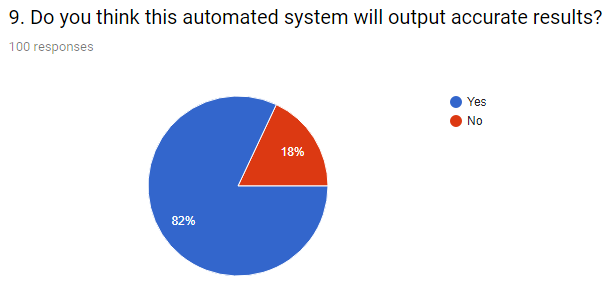 9. Do you think this automated system will output accurate results?
100 responses
Yes
No
18%
82%